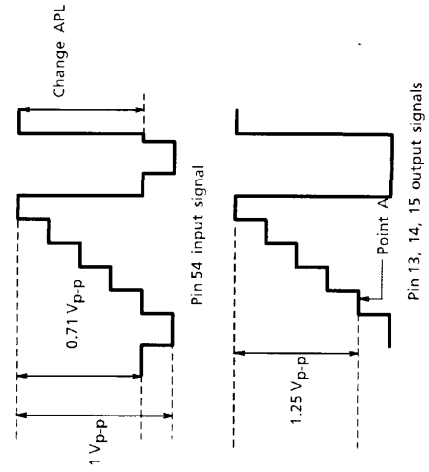 Change APL
0.71 Vp-p
1 Vp-p
Pin 54 input signal
1.25 Vp-p
Point A
Pin 13, 14, 15 output signals